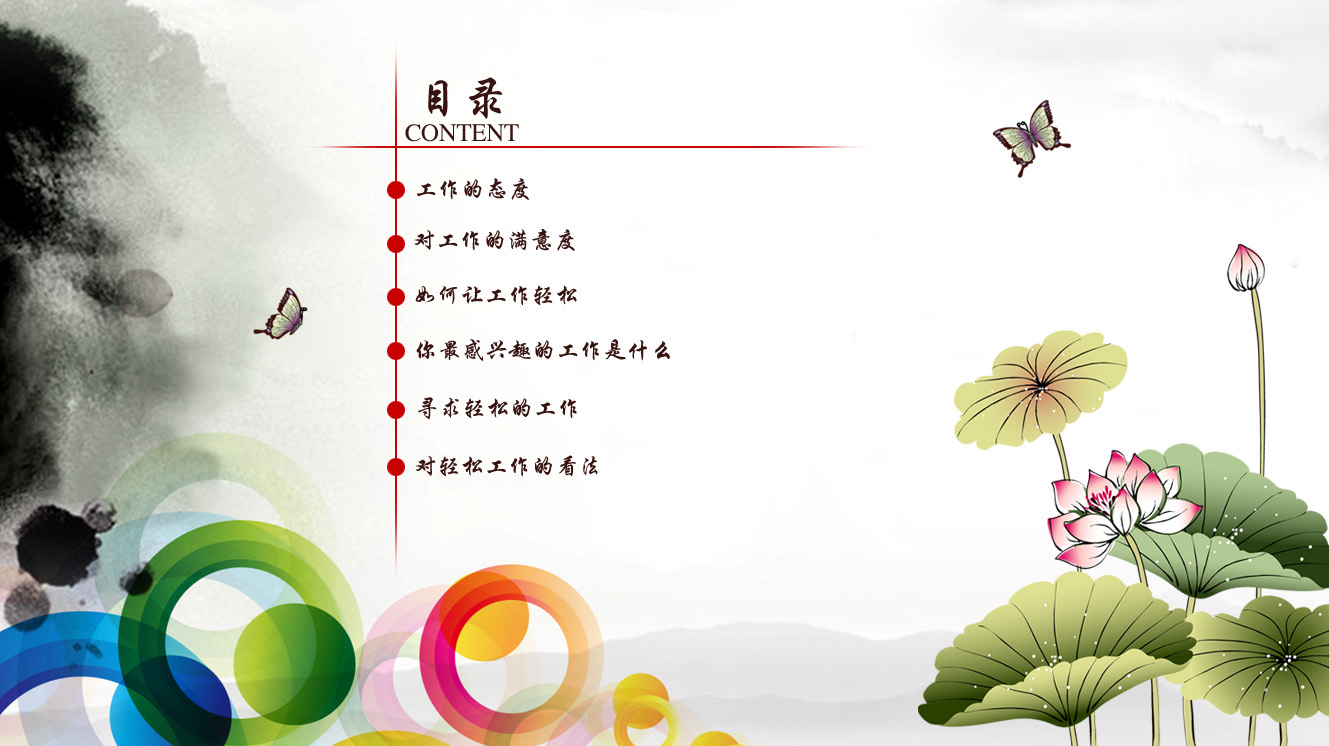 目录
CONTENT
工作的态度
对工作的满意度
如何让工作轻松
你最感兴趣的工作是什么
寻求轻松的工作
对轻松工作的看法